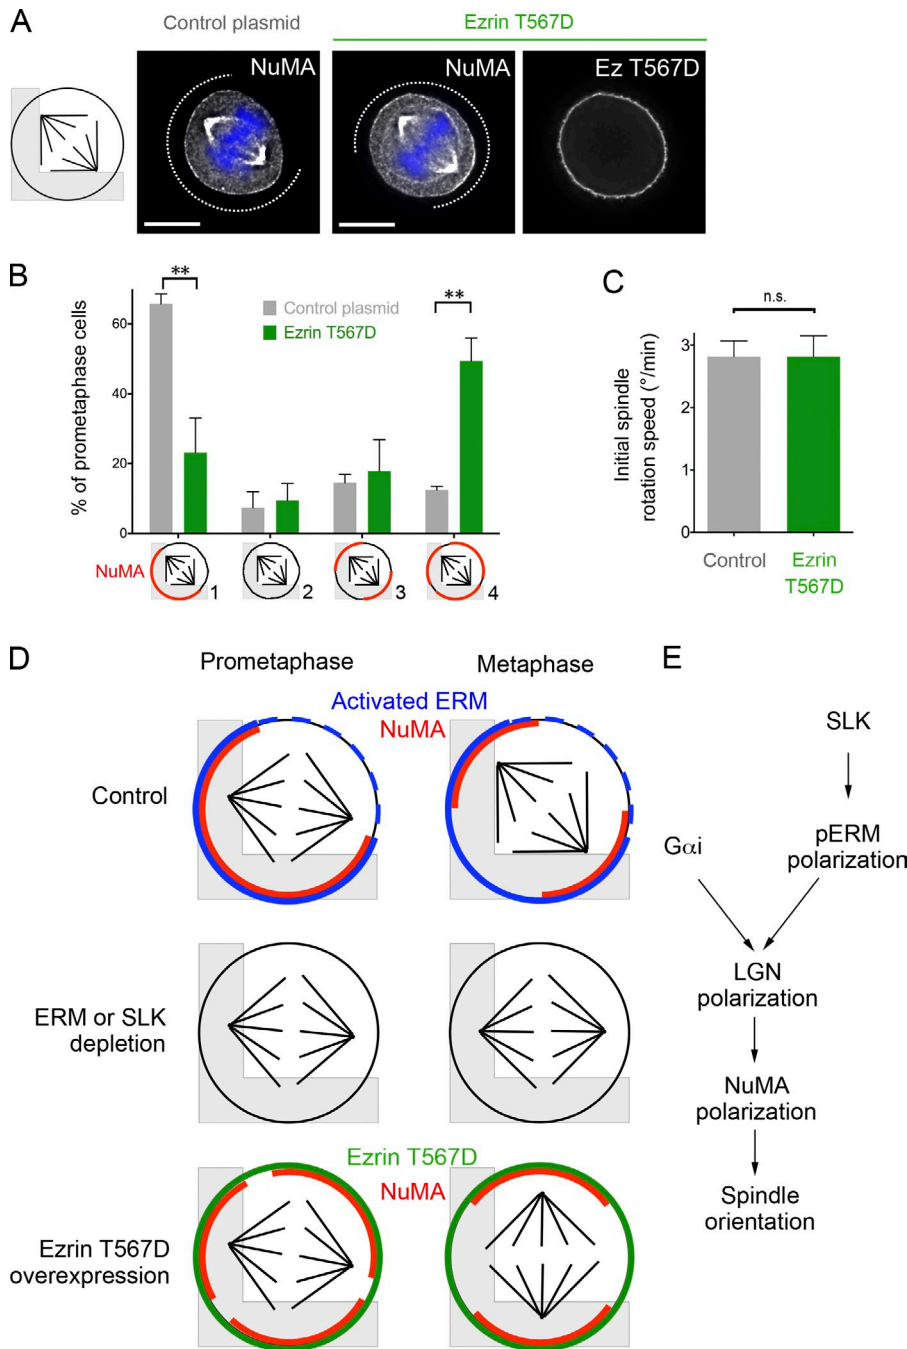 A
Control plasmid
Ezrin T567D
NuMA
NuMA
Ez T567D
B
**
**
Control plasmid
Ezrin T567D
% of prometaphase cells
60
40
20
0
NuMA
1
2
3
4
C
n.s.
Initial spindle
rotation speed (°/min)
3
2
1
0
Control
Ezrin
T567D
D
Prometaphase
Metaphase
Activated ERM
NuMA
Control
ERM or SLK
depletion
Ezrin T567D
NuMA
Ezrin T567D
overexpression
E
SLK
Gαi
pERM
polarization
LGN
polarization
NuMA
polarization
Spindle
orientation